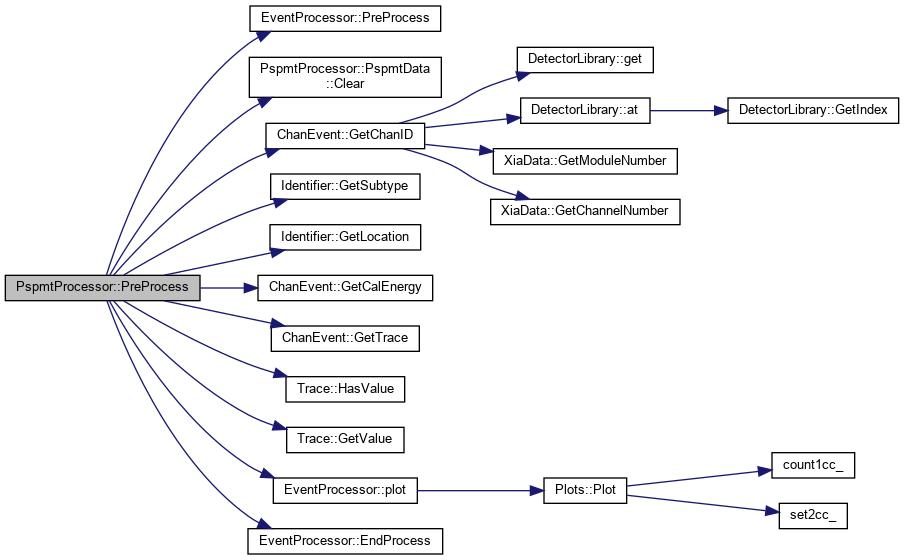 PspmtProcessor::PreProcess
EventProcessor::PreProcess
PspmtProcessor::PspmtData
::Clear
ChanEvent::GetChanID
DetectorLibrary::get
DetectorLibrary::at
DetectorLibrary::GetIndex
XiaData::GetModuleNumber
XiaData::GetChannelNumber
Identifier::GetSubtype
Identifier::GetLocation
ChanEvent::GetCalEnergy
ChanEvent::GetTrace
Trace::HasValue
Trace::GetValue
EventProcessor::plot
Plots::Plot
count1cc_
set2cc_
EventProcessor::EndProcess